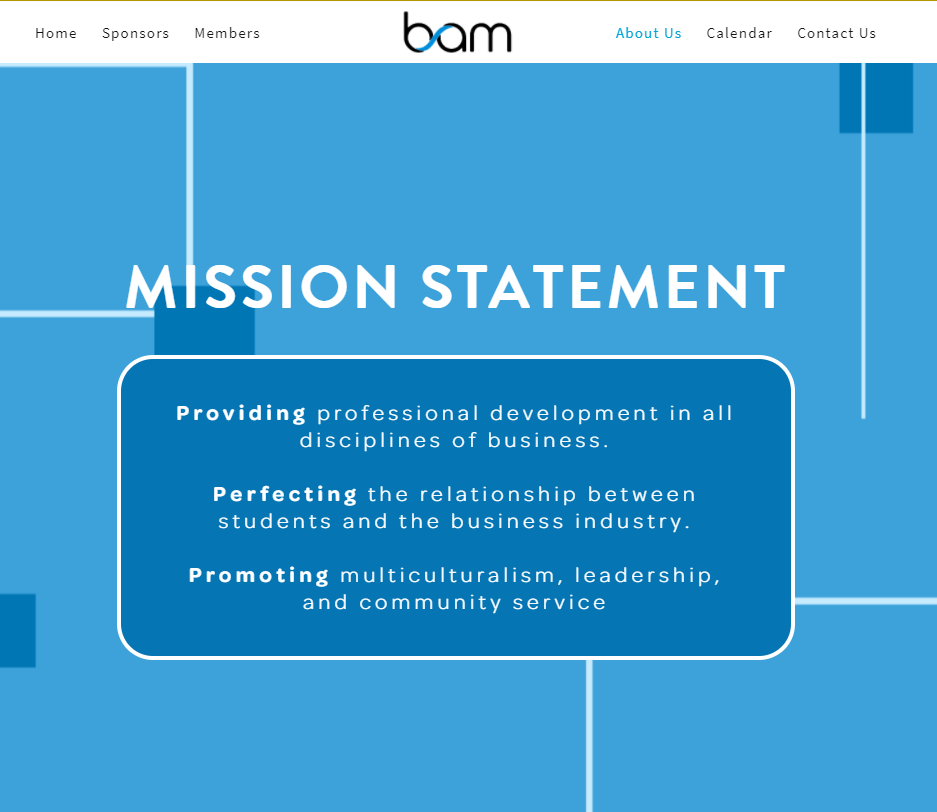 Home Sponsors Members bam About Us Calendar Contact Us
MISSION STATEMENT
Providing professional development in all
disciplines of business.
Perfecting the relationship between
students and the business industry.
Promoting multiculturalism, leadership,
and community service